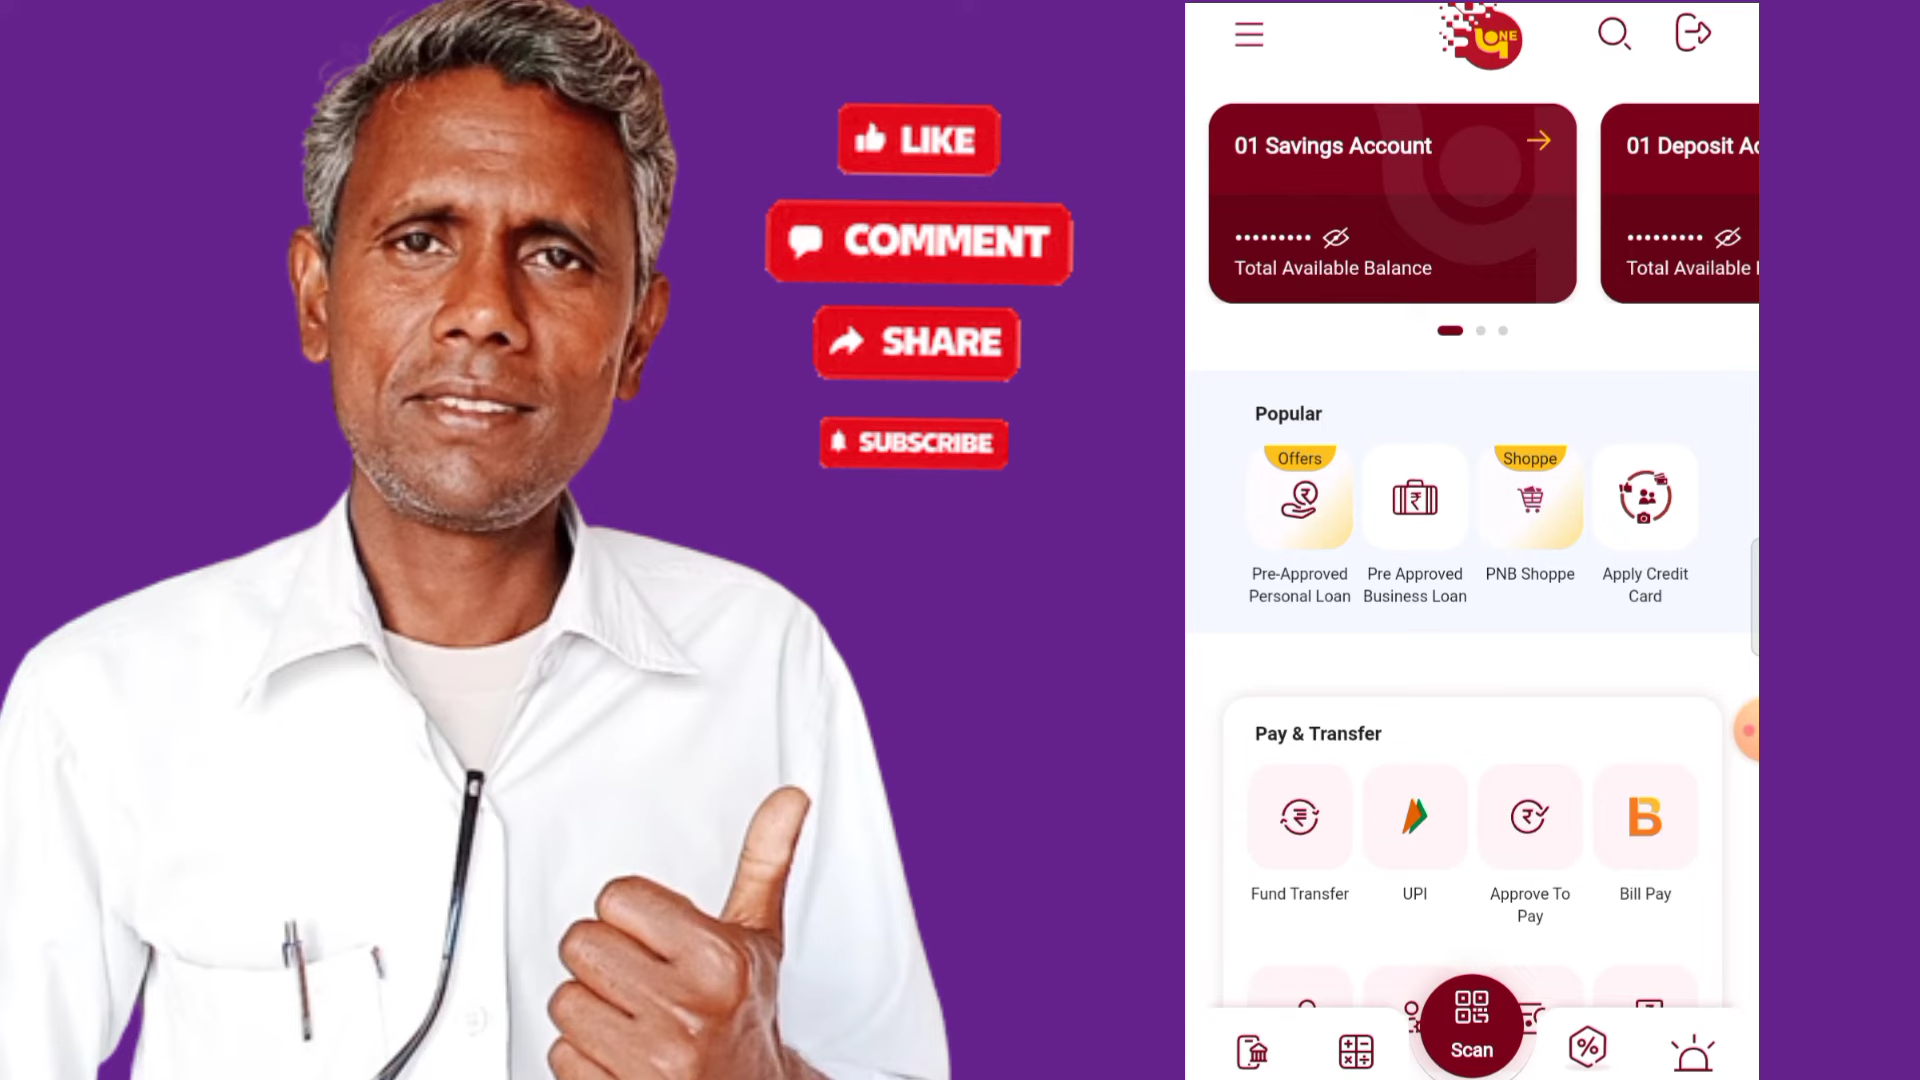 LIKE
COMMENT
SHARE
SUBSCRIBE
ONE
01 Savings Account
01 Deposit Ac
Total Available Balance
Total Available
Popular
Offers
Shoppe
Pre-Approved
Personal Loan
Pre Approved
Business Loan
PNB Shoppe
Apply Credit
Card
Pay & Transfer
B
Fund Transfer
UPI
Approve To
Pay
Bill Pay
Scan